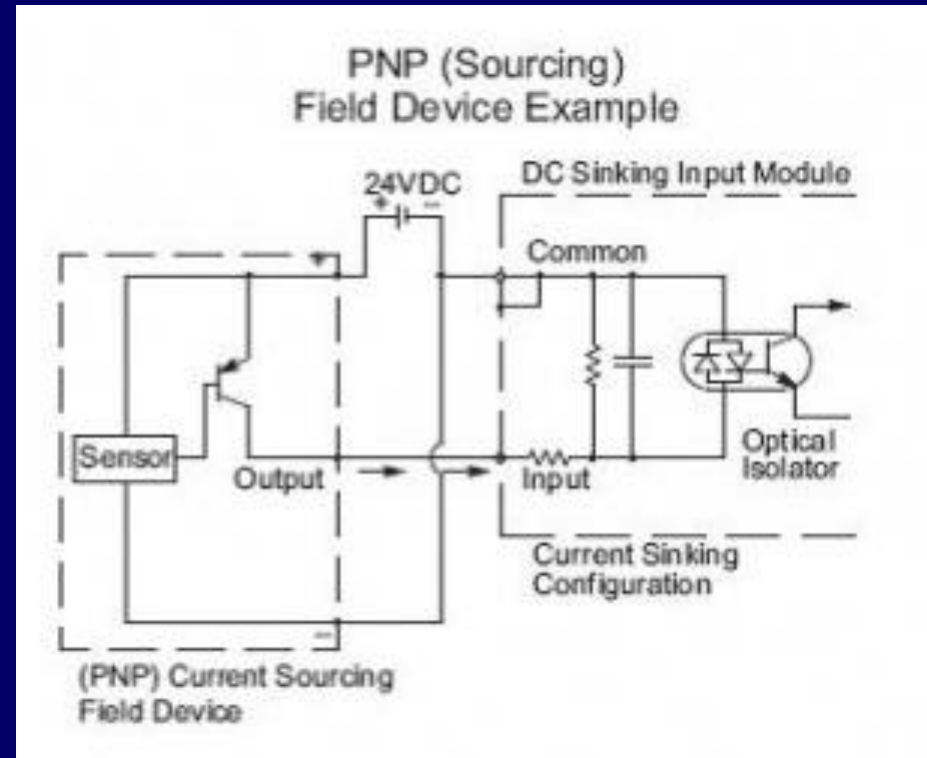 PNP (Sourcing)
Field Device Example
24VDC
+ −
DC Sinking Input Module
Common
+
Sensor
Output
Input
Optical
Isolator
Current Sinking
Configuration
−
(PNP) Current Sourcing
Field Device